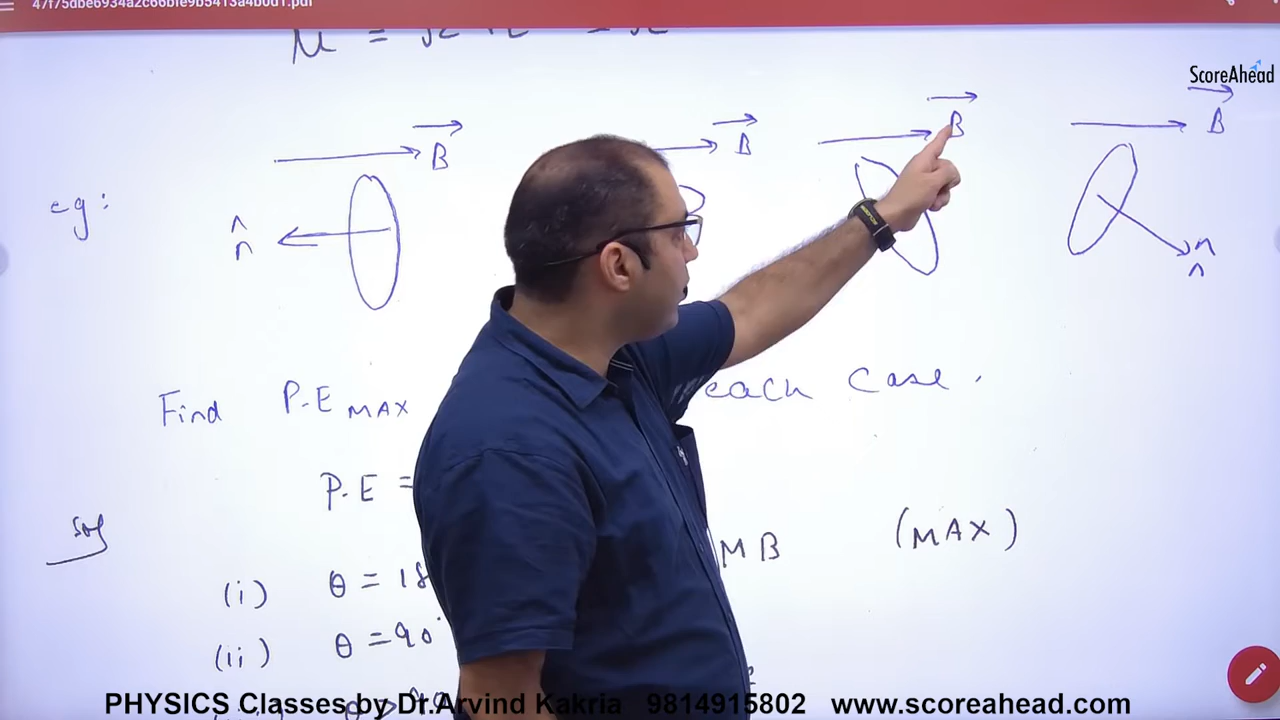 47f75dbe6934a2c66bfe9b5413a4b0d1.pdf
ScoreAhead
M =
B
B
B
B
eg:
n̂
n̂
Find P.E MAX each case.
P.E =
Sol
MB (MAX)
(i) θ = 18
(ii) θ = 90°
θ > 90
PHYSICS Classes by Dr.Arvind Kakria 9814915802 www.scoreahead.com